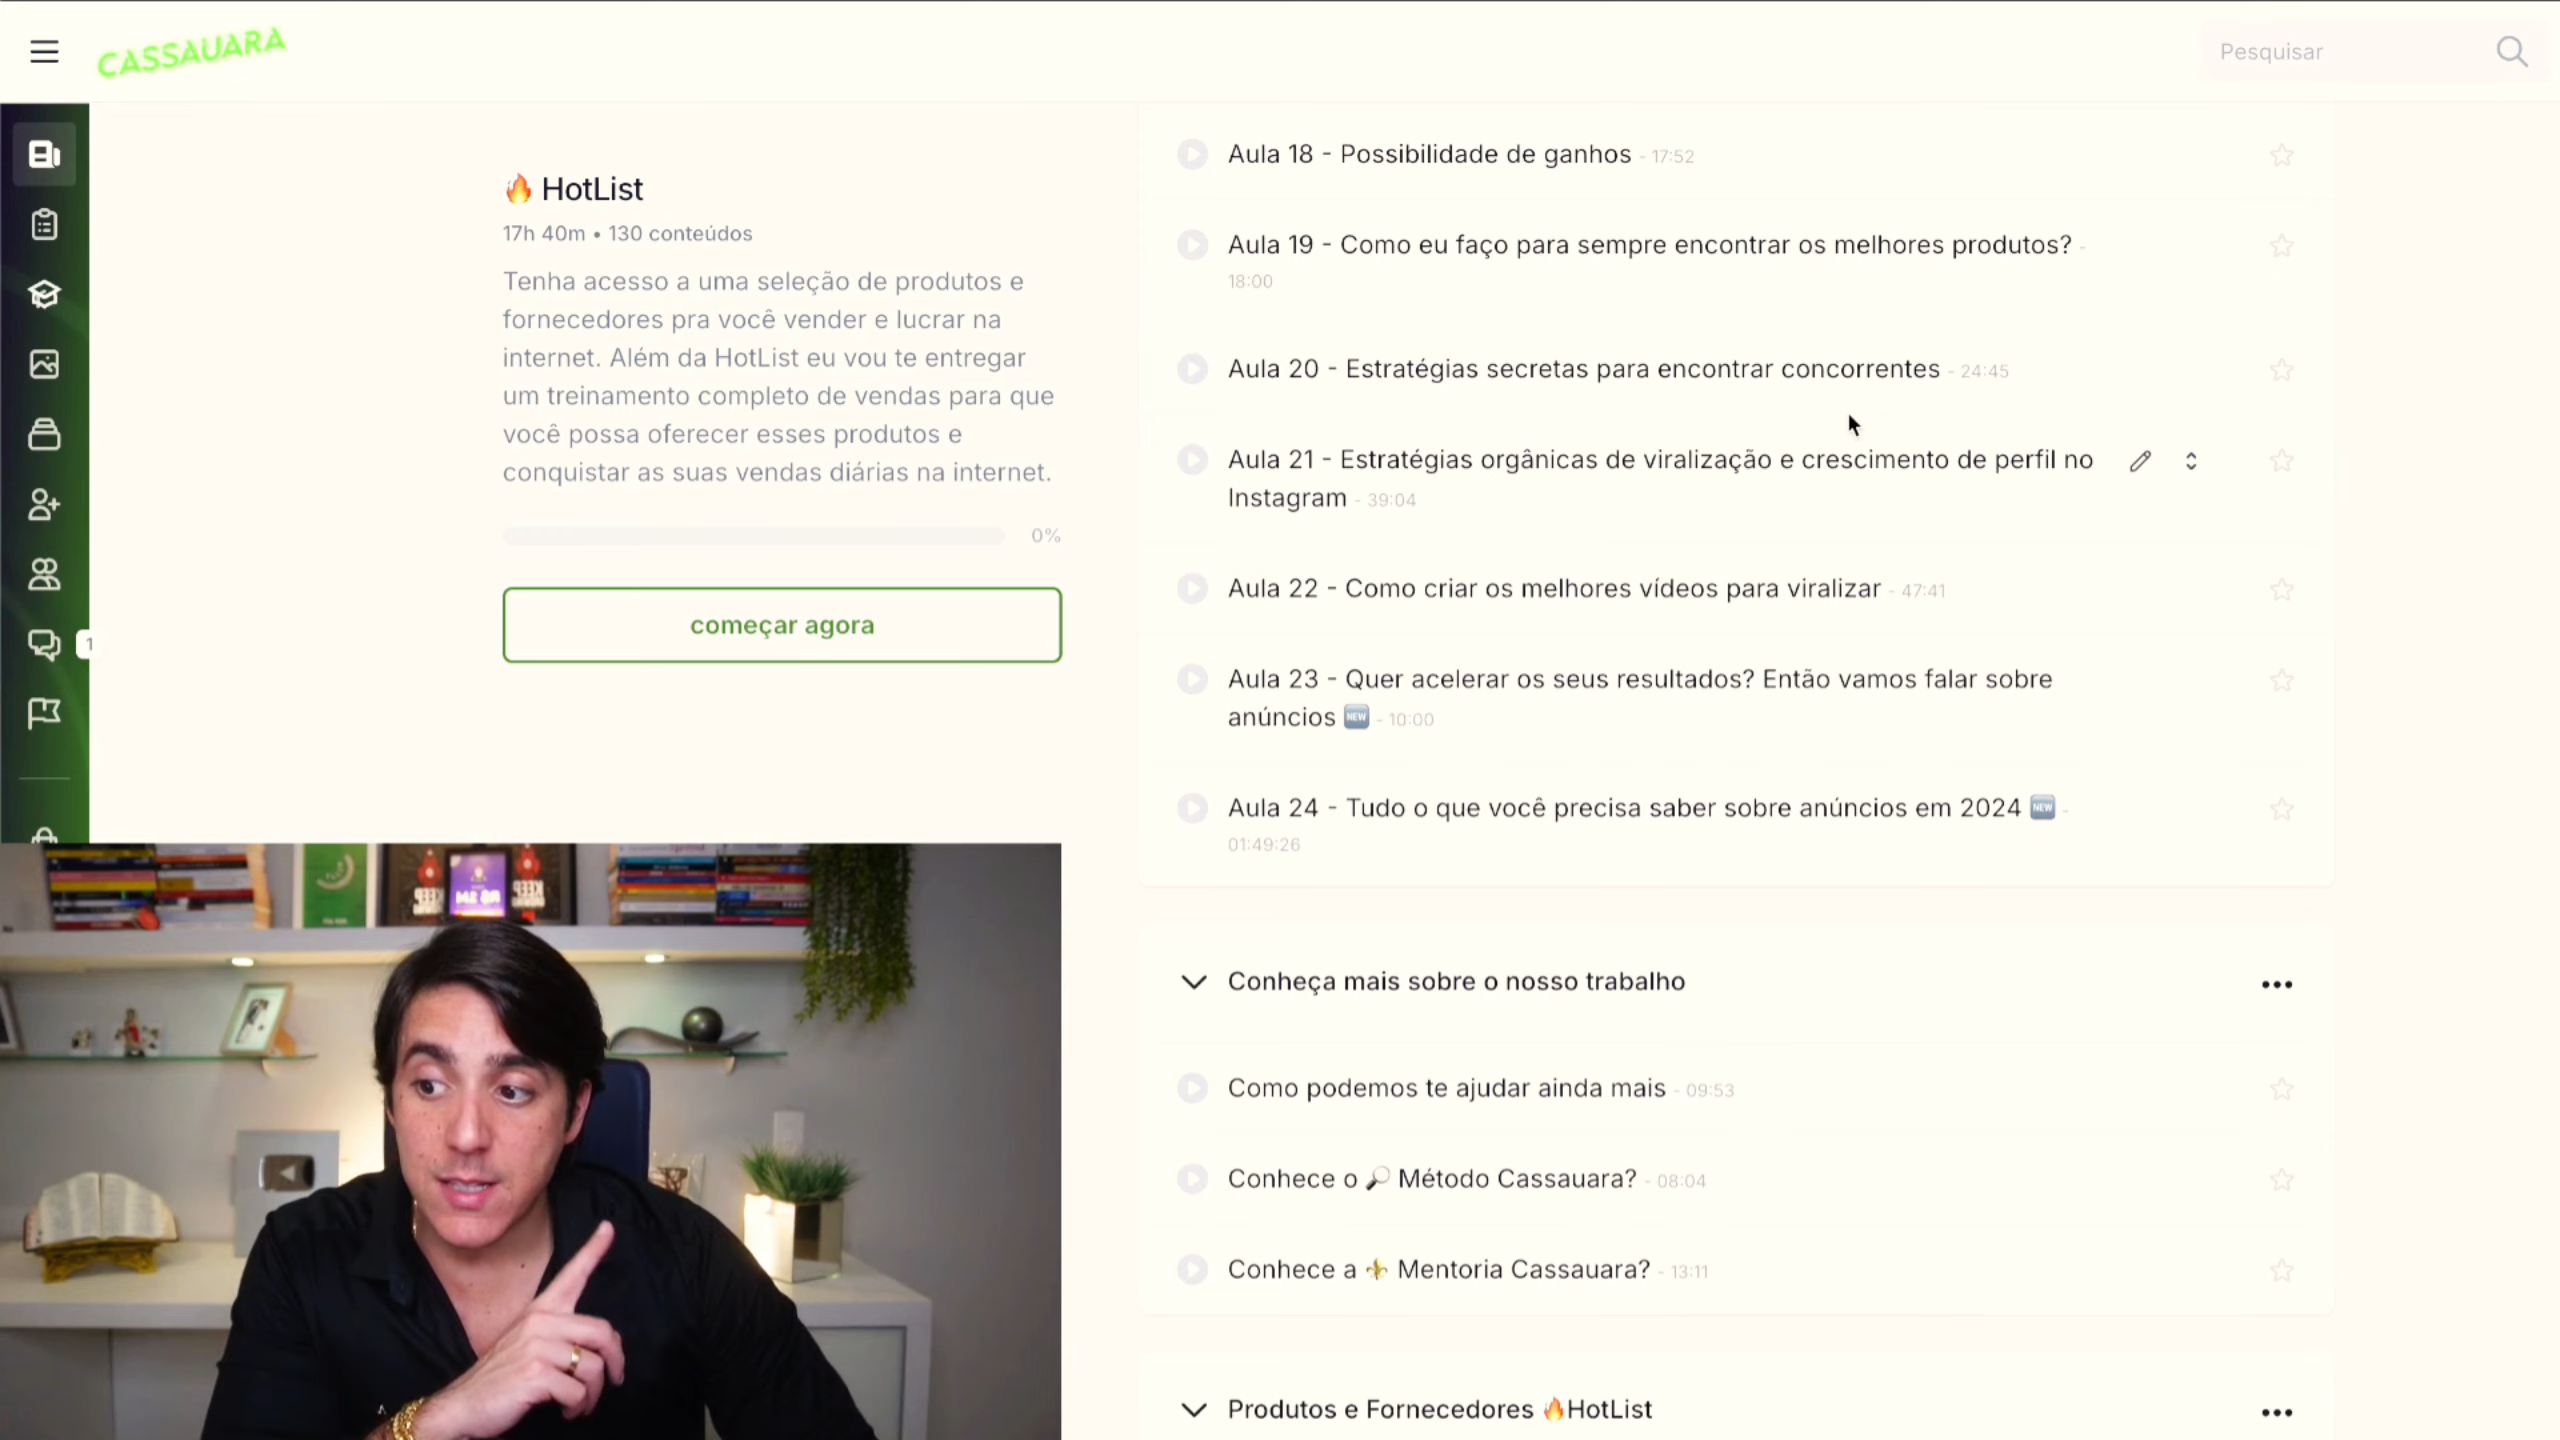 CASSAUARA
Pesquisar
🔥 HotList
17h 40m • 130 conteúdos
Tenha acesso a uma seleção de produtos e
fornecedores pra você vender e lucrar na
internet. Além da HotList eu vou te entregar
um treinamento completo de vendas para que
você possa oferecer esses produtos e
conquistar as suas vendas diárias na internet.
0%
começar agora
1
Aula 18 - Possibilidade de ganhos - 17:52
Aula 19 - Como eu faço para sempre encontrar os melhores produtos? -
18:00
Aula 20 - Estratégias secretas para encontrar concorrentes - 24:45
Aula 21 - Estratégias orgânicas de viralização e crescimento de perfil no
Instagram - 39:04
Aula 22 - Como criar os melhores vídeos para viralizar - 47:41
Aula 23 - Quer acelerar os seus resultados? Então vamos falar sobre
anúncios 🆕 - 10:00
Aula 24 - Tudo o que você precisa saber sobre anúncios em 2024 🆕 -
01:49:26
Conheça mais sobre o nosso trabalho
Como podemos te ajudar ainda mais - 09:53
Conhece o 🔎 Método Cassauara? - 08:04
Conhece a ⚜️ Mentoria Cassauara? - 13:11
Produtos e Fornecedores 🔥HotList